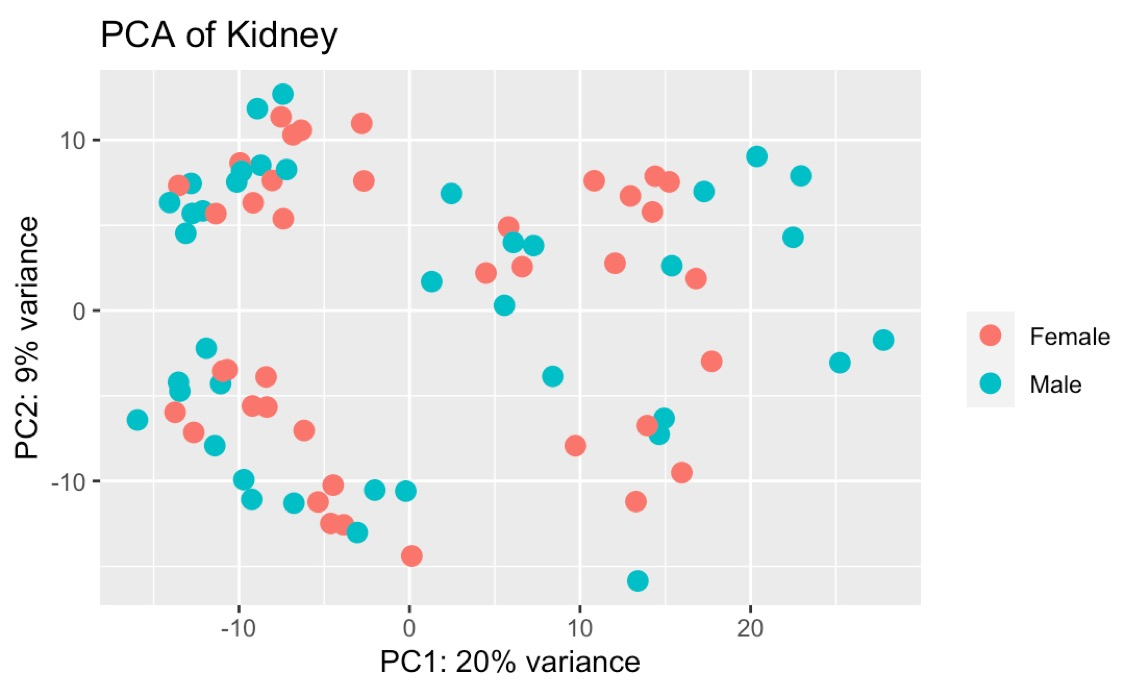 PCA of Kidney
10
0
-10
PC2: 9% variance
-10 0 10 20
PC1: 20% variance
Female
Male